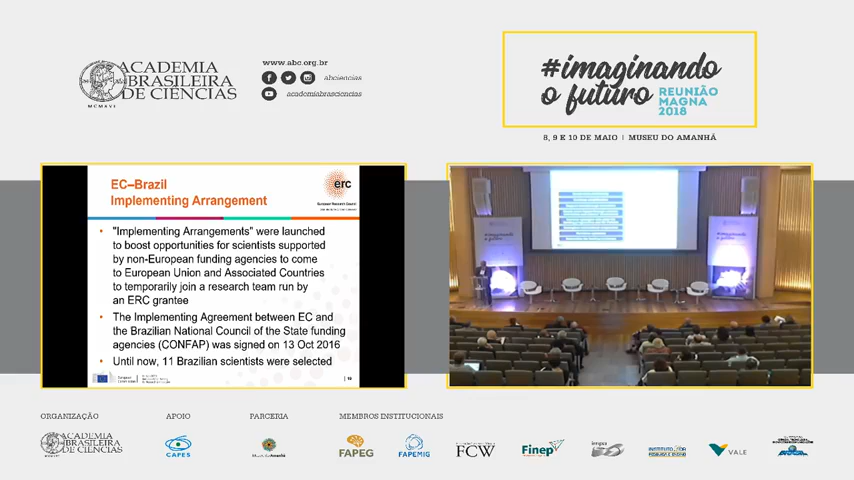 ACADEMIA
BRASILEIRA
DE CIÊNCIAS
MCMXVI
www.abc.org.br
abciencias
academiabrasciencias
#imaginando
o futuro
REUNIÃO
MAGNA
2018
8, 9 E 10 DE MAIO | MUSEU DO AMANHÃ
EC–Brazil
Implementing Arrangement
erc
European Research Council
• "Implementing Arrangements" were launched
to boost opportunities for scientists supported
by non-European funding agencies to come
to European Union and Associated Countries
to temporarily join a research team run by
an ERC grantee
• The Implementing Agreement between EC and
the Brazilian National Council of the State funding
agencies (CONFAP) was signed on 13 Oct 2016
• Until now, 11 Brazilian scientists were selected
#imaginando
o futuro
#imaginando
o futuro
ORGANIZAÇÃO
APOIO
PARCERIA
MEMBROS INSTITUCIONAIS
ACADEMIA
BRASILEIRA
DE CIÊNCIAS
CAPES
FAPEG
FAPEMIG
FCW
Finep
VALE